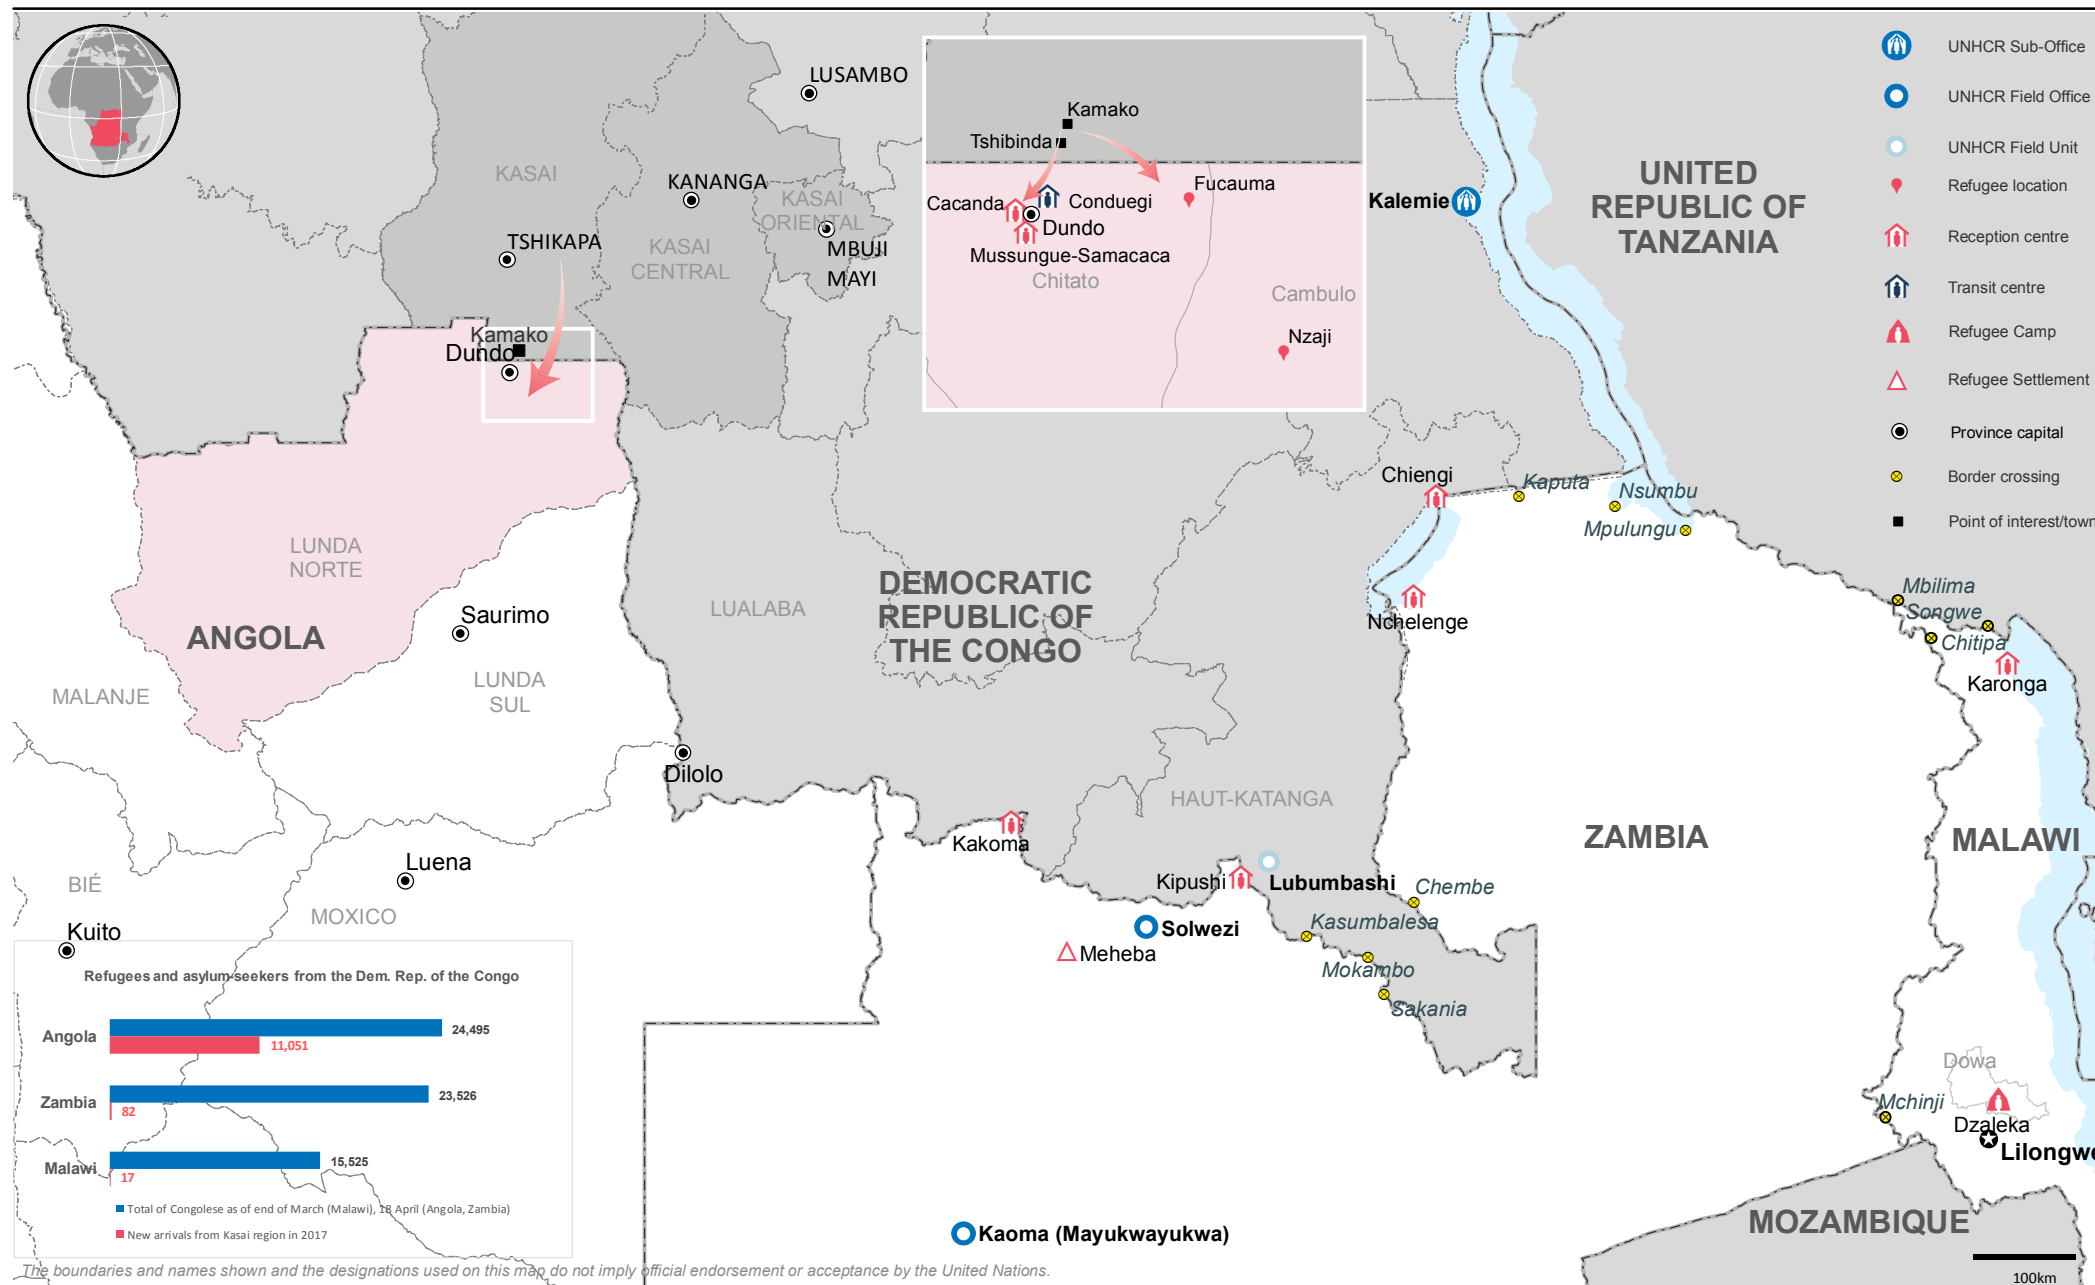 LUSAMBO
KASAI
KANANGA
KASAI
ORIENTAL
TSHIKAPA
KASAI
CENTRAL
MBUJI
MAYI
Kamako
Dundo
Kamako
Tshibinda
Fucauma
Cacanda
Conduegi
Dundo
Mussungue-Samacaca
Chitato
Cambulo
Nzaji
Kalemie
UNITED
REPUBLIC OF
TANZANIA
UNHCR Sub-Office
UNHCR Field Office
UNHCR Field Unit
Refugee location
Reception centre
Transit centre
Refugee Camp
Refugee Settlement
Province capital
Border crossing
Point of interest/town
Chiengi
Kaputa
Nsumbu
Mpulungu
LUNDA
NORTE
ANGOLA
Saurimo
LUNDA
SUL
MALANJE
LUALABA
DEMOCRATIC
REPUBLIC OF
THE CONGO
Nchelenge
Mbilima
Songwe
Chitipa
Karonga
Dilolo
HAUT-KATANGA
Kakoma
ZAMBIA
MALAWI
Kipushi
Lubumbashi
Chembe
Luena
BIÉ
MOXICO
Kuito
Solwezi
Kasumbalesa
Meheba
Mokambo
Sakania
Refugees and asylum-seekers from the Dem. Rep. of the Congo
Angola
24,495
11,051
Zambia
23,526
82
Malawi
15,525
17
Total of Congolese as of end of March (Malawi), 18 April (Angola, Zambia)
New arrivals from Kasai region in 2017
Dowa
Mchinji
Dzaleka
Lilongwe
Kaoma (Mayukwayukwa)
MOZAMBIQUE
100km
The boundaries and names shown and the designations used on this map do not imply official endorsement or acceptance by the United Nations.